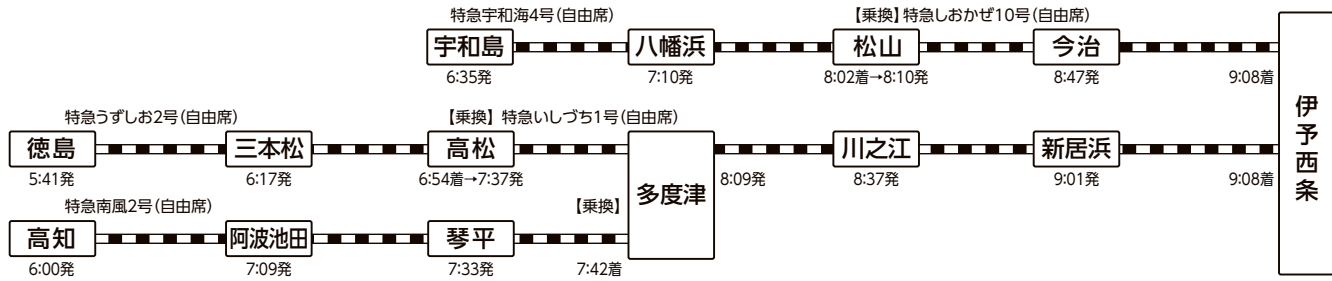 特急宇和海4号(自由席) 【乗換】特急しおかぜ10号(自由席)
宇和島 八幡浜 松山 今治
6:35発 7:10発 8:02着→8:10発 8:47発 9:08着
特急うずしお2号(自由席) 【乗換】 特急いしづち1号(自由席)
徳島 三本松 高松 川之江 新居浜
5:41発 6:17発 6:54着→7:37発 8:09発 8:37発 9:01発 9:08着
多度津
伊予西条
特急南風2号(自由席) 【乗換】
高知 阿波池田 琴平
6:00発 7:09発 7:33発 7:42着